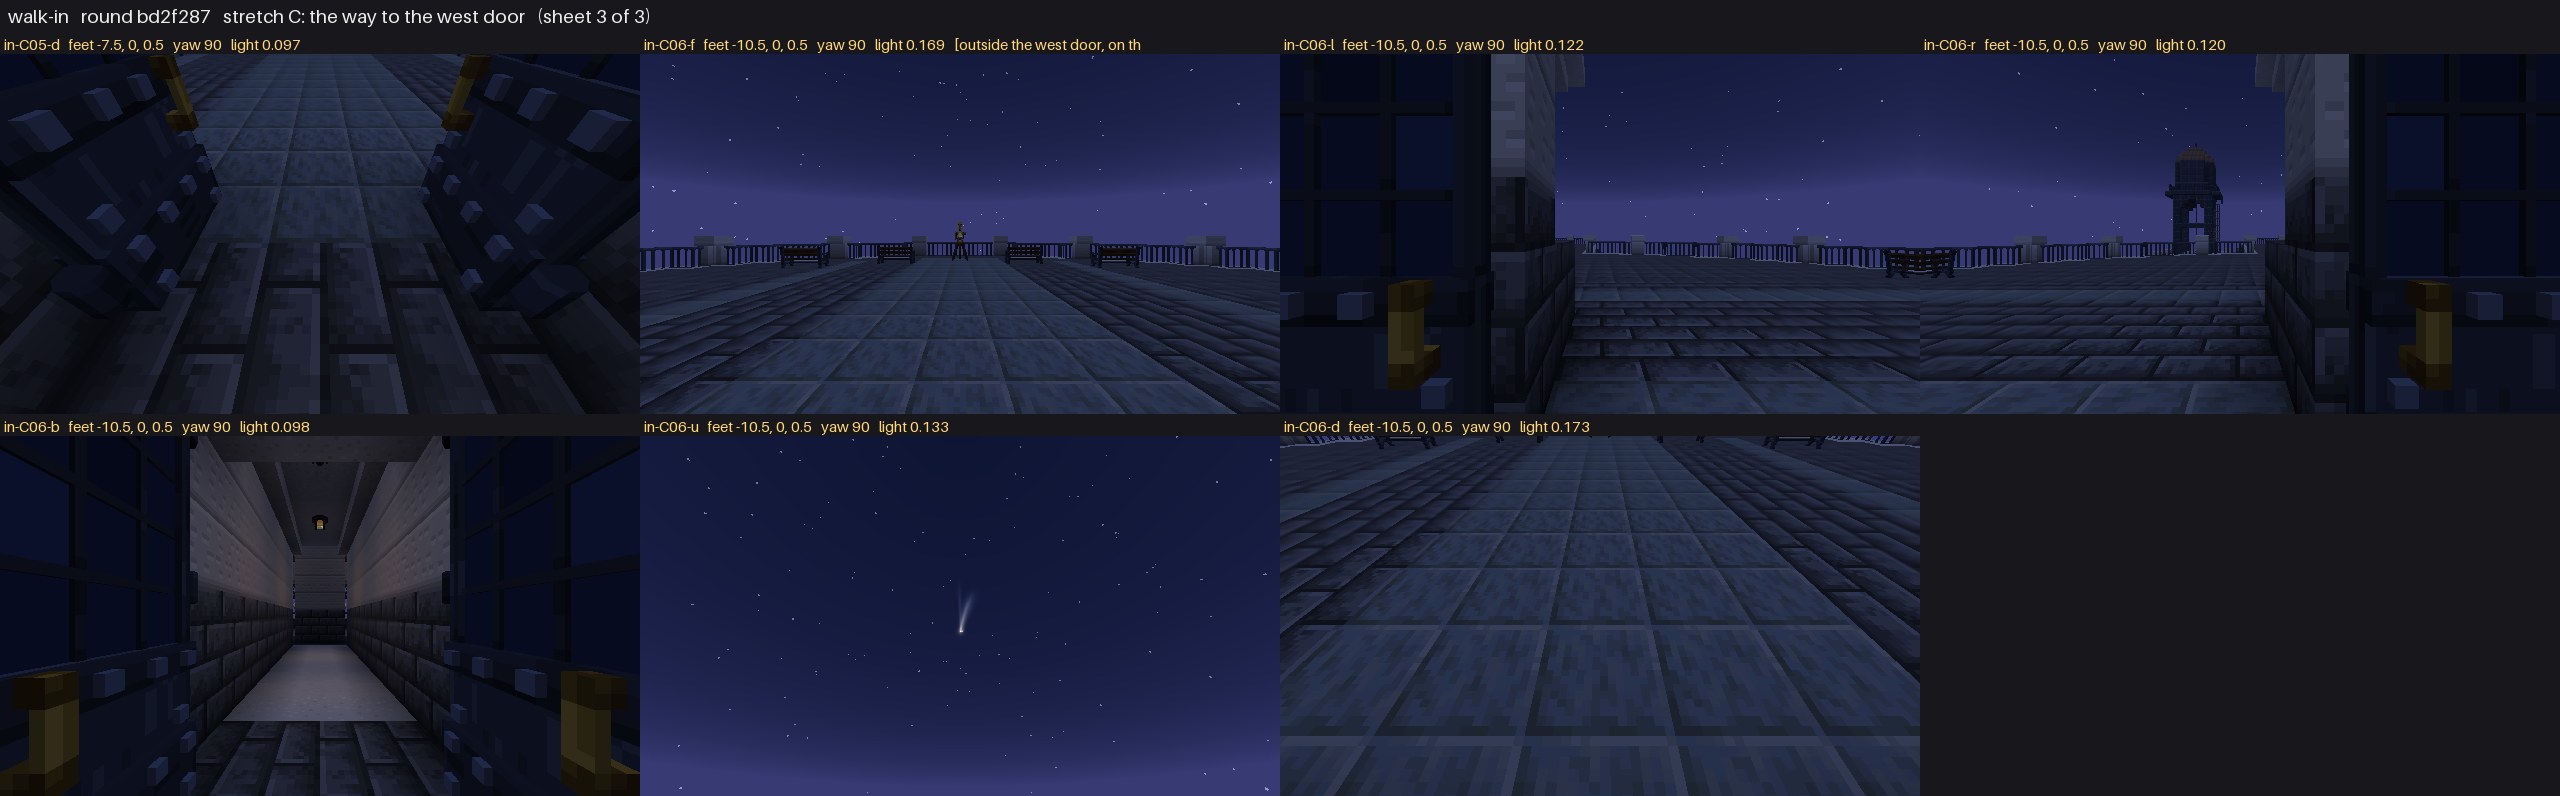 walk-in round bd2f287 stretch C: the way to the west door (sheet 3 of 3)
in-C05-d feet -7.5, 0, 0.5 yaw 90 light 0.097
in-C06-f feet -10.5, 0, 0.5 yaw 90 light 0.169 [outside the west door, on th
in-C06-l feet -10.5, 0, 0.5 yaw 90 light 0.122
in-C06-r feet -10.5, 0, 0.5 yaw 90 light 0.120
in-C06-b feet -10.5, 0, 0.5 yaw 90 light 0.098
in-C06-u feet -10.5, 0, 0.5 yaw 90 light 0.133
in-C06-d feet -10.5, 0, 0.5 yaw 90 light 0.173